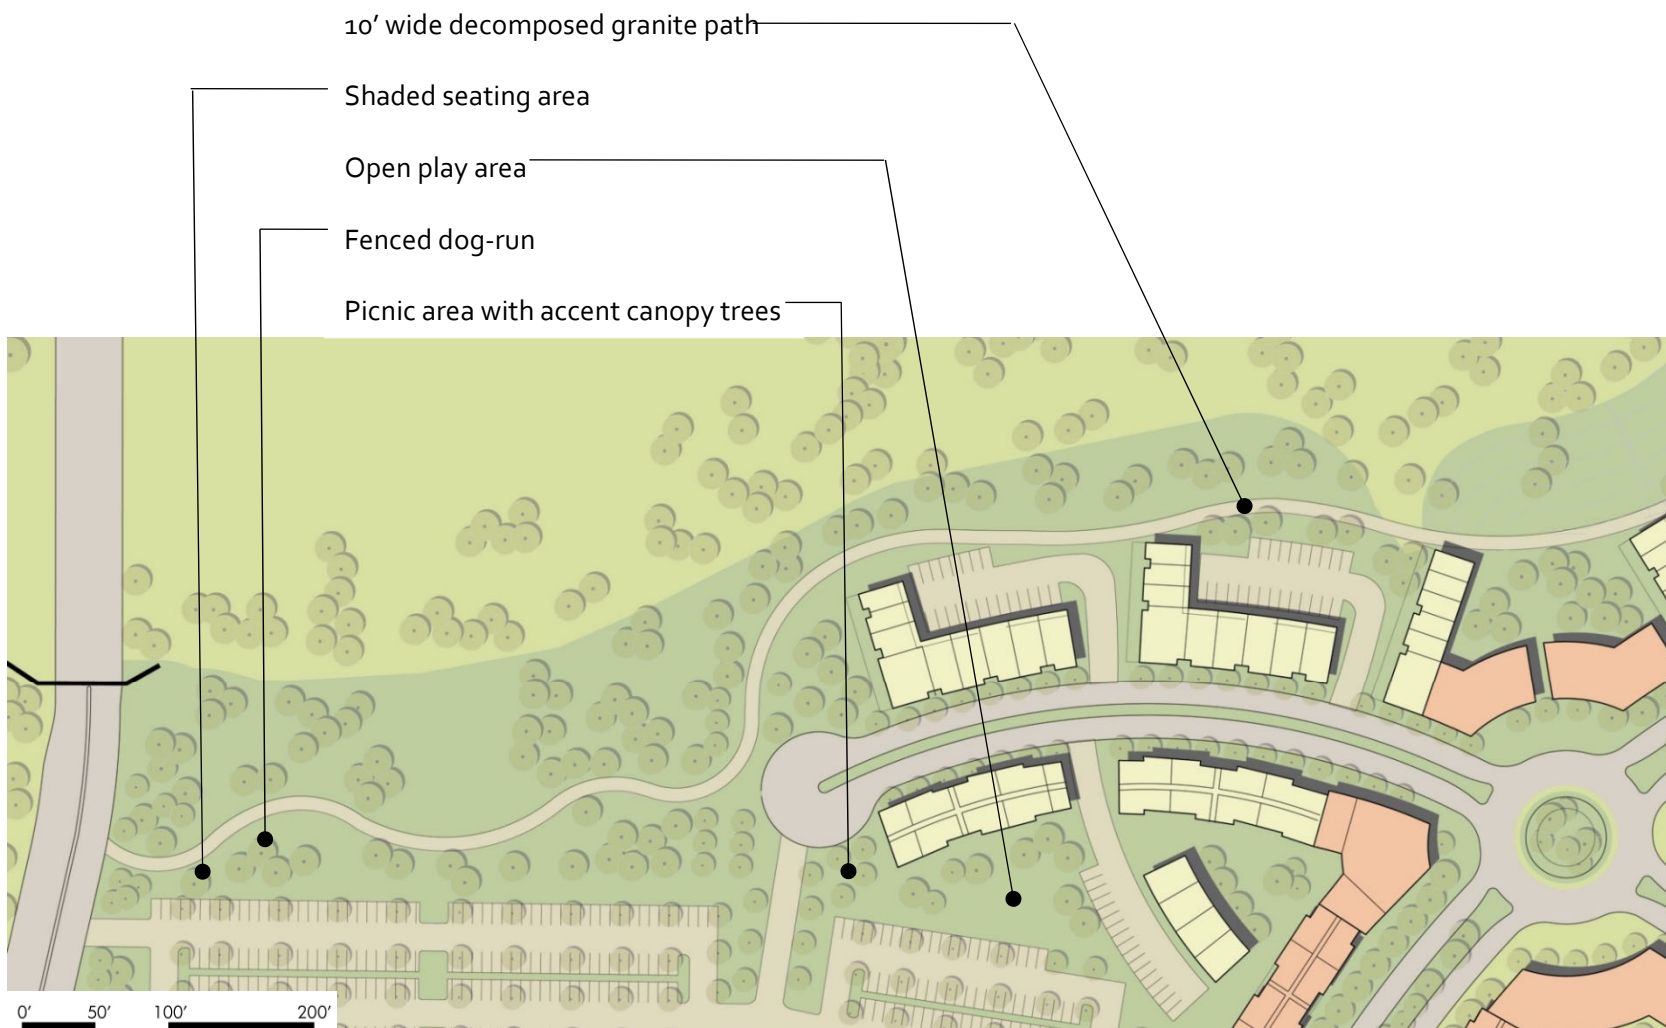 10' wide decomposed granite path
Shaded seating area
Open play area
Fenced dog-run
Picnic area with accent canopy trees
0' 50' 100' 200'